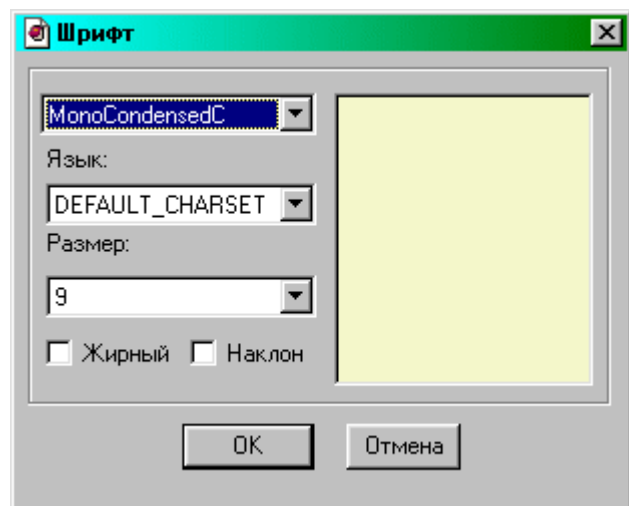 Шрифт
MonoCondensedC
Язык:
DEFAULT_CHARSET
Размер:
9
Жирный Наклон
OK Отмена